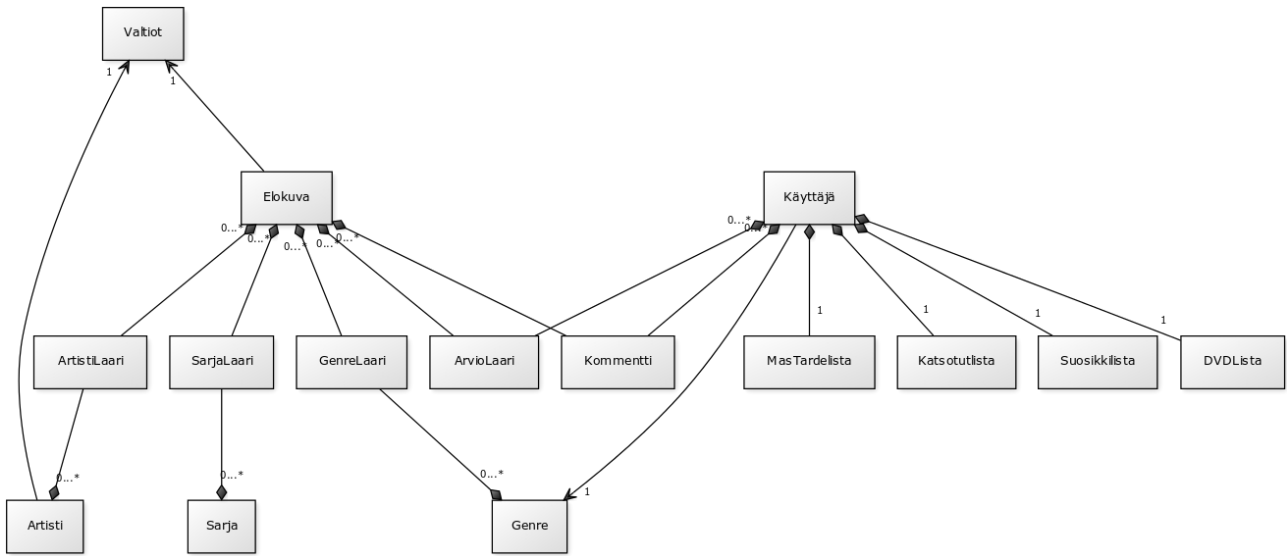 Valtiot
1
1
Elokuva
Käyttäjä
0...*
0...*
0...*
0...*
0...*
0...*
0...*
1
1
1
1
ArtistiLaari
SarjaLaari
GenreLaari
ArvioLaari
Kommentti
MasTardelista
Katsotutlista
Suosikkilista
DVDLista
0...*
0...*
0...*
1
Artisti
Sarja
Genre